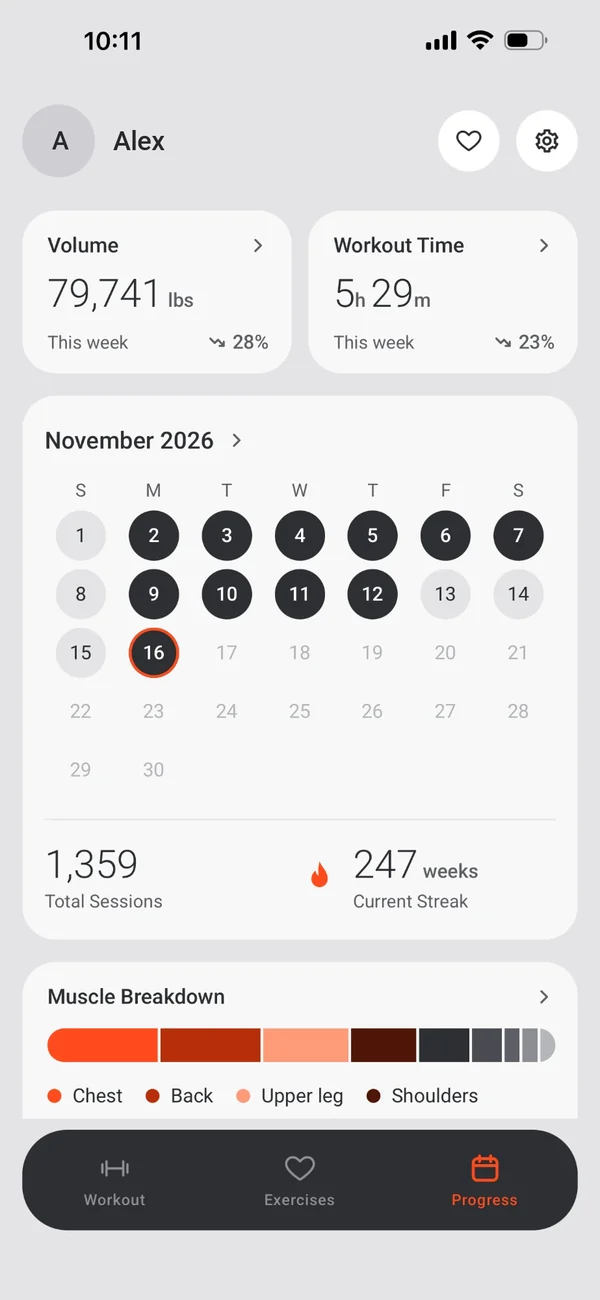 10:11
A Alex
Volume
79,741 lbs
This week 28%
Workout Time
5h 29m
This week 23%
November 2026
S M T W T F S
1 2 3 4 5 6 7
8 9 10 11 12 13 14
15 16 17 18 19 20 21
22 23 24 25 26 27 28
29 30
1,359
Total Sessions
247 weeks
Current Streak
Muscle Breakdown
Chest Back Upper leg Shoulders
Workout Exercises Progress